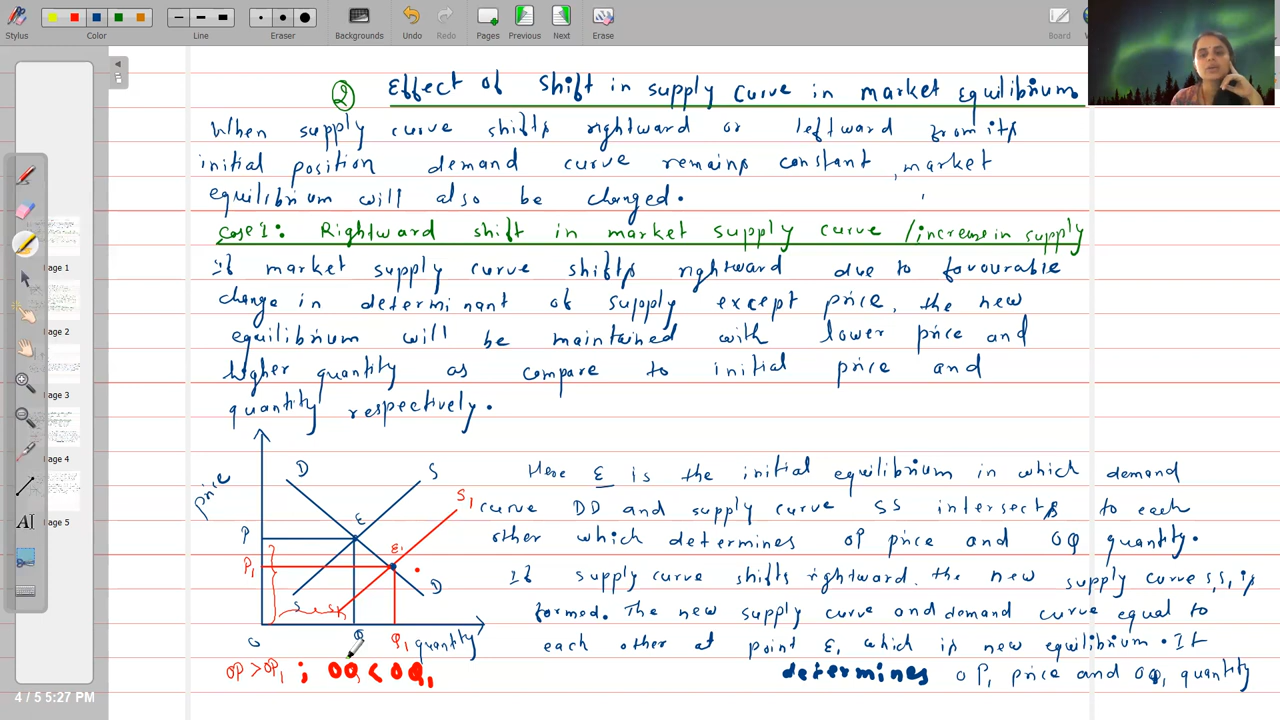 Stylus
Color
Line
Eraser
Backgrounds
Undo
Redo
Pages
Previous
Next
Erase
Board
② Effect of shift in supply curve in market equilibrium
When supply curve shifts rightward or leftward from its
initial position demand curve remains constant, market
equilibrium will also be changed.
Case 1: Rightward shift in market supply curve /increase in supply
If market supply curve shifts rightward due to favourable
change in determinant of supply except price, the new
equilibrium will be maintained with lower price and
higher quantity as compare to initial price and
quantity respectively.
Here E is the initial equilibrium in which demand
curve DD and supply curve SS intersects to each
other which determines OP price and OQ quantity.
If supply curve shifts rightward. the new supply curve S₁S₁ is
formed. The new supply curve and demand curve equal to
each other at point E₁ which is new equilibrium. It
determines OP₁ price and OQ₁ quantity
price
D
S
S₁
P
E
P₁
E₁
D
S
S₁
O
Q
Q₁
quantity
OP > OP₁ ; OQ < OQ₁
Page 1
Page 2
Page 3
Page 4
Page 5
AI
4 / 5 5:27 PM